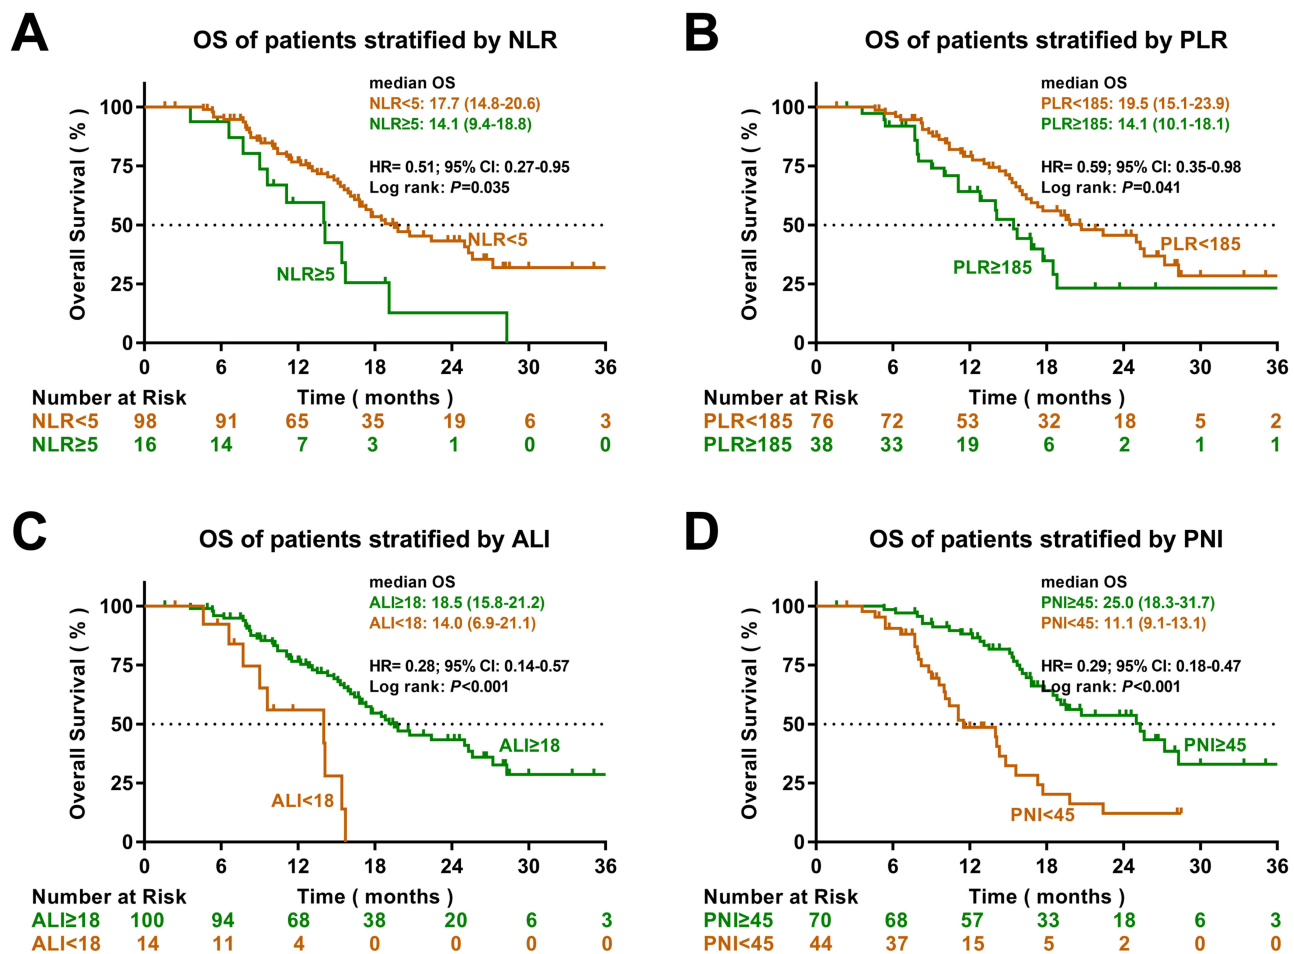 A
OS of patients stratified by NLR
median OS
NLR<5: 17.7 (14.8-20.6)
NLR≥5: 14.1 (9.4-18.8)
HR= 0.51; 95% CI: 0.27-0.95
Log rank: P=0.035
Overall Survival ( % )
100
75
50
25
0
NLR<5
NLR≥5
0 6 12 18 24 30 36
Number at Risk Time ( months )
NLR<5 98 91 65 35 19 6 3
NLR≥5 16 14 7 3 1 0 0
B
OS of patients stratified by PLR
median OS
PLR<185: 19.5 (15.1-23.9)
PLR≥185: 14.1 (10.1-18.1)
HR= 0.59; 95% CI: 0.35-0.98
Log rank: P=0.041
Overall Survival ( % )
100
75
50
25
0
PLR<185
PLR≥185
0 6 12 18 24 30 36
Number at Risk Time ( months )
PLR<185 76 72 53 32 18 5 2
PLR≥185 38 33 19 6 2 1 1
C
OS of patients stratified by ALI
median OS
ALI≥18: 18.5 (15.8-21.2)
ALI<18: 14.0 (6.9-21.1)
HR= 0.28; 95% CI: 0.14-0.57
Log rank: P<0.001
Overall Survival ( % )
100
75
50
25
0
ALI≥18
ALI<18
0 6 12 18 24 30 36
Number at Risk Time ( months )
ALI≥18 100 94 68 38 20 6 3
ALI<18 14 11 4 0 0 0 0
D
OS of patients stratified by PNI
median OS
PNI≥45: 25.0 (18.3-31.7)
PNI<45: 11.1 (9.1-13.1)
HR= 0.29; 95% CI: 0.18-0.47
Log rank: P<0.001
Overall Survival ( % )
100
75
50
25
0
PNI≥45
PNI<45
0 6 12 18 24 30 36
Number at Risk Time ( months )
PNI≥45 70 68 57 33 18 6 3
PNI<45 44 37 15 5 2 0 0